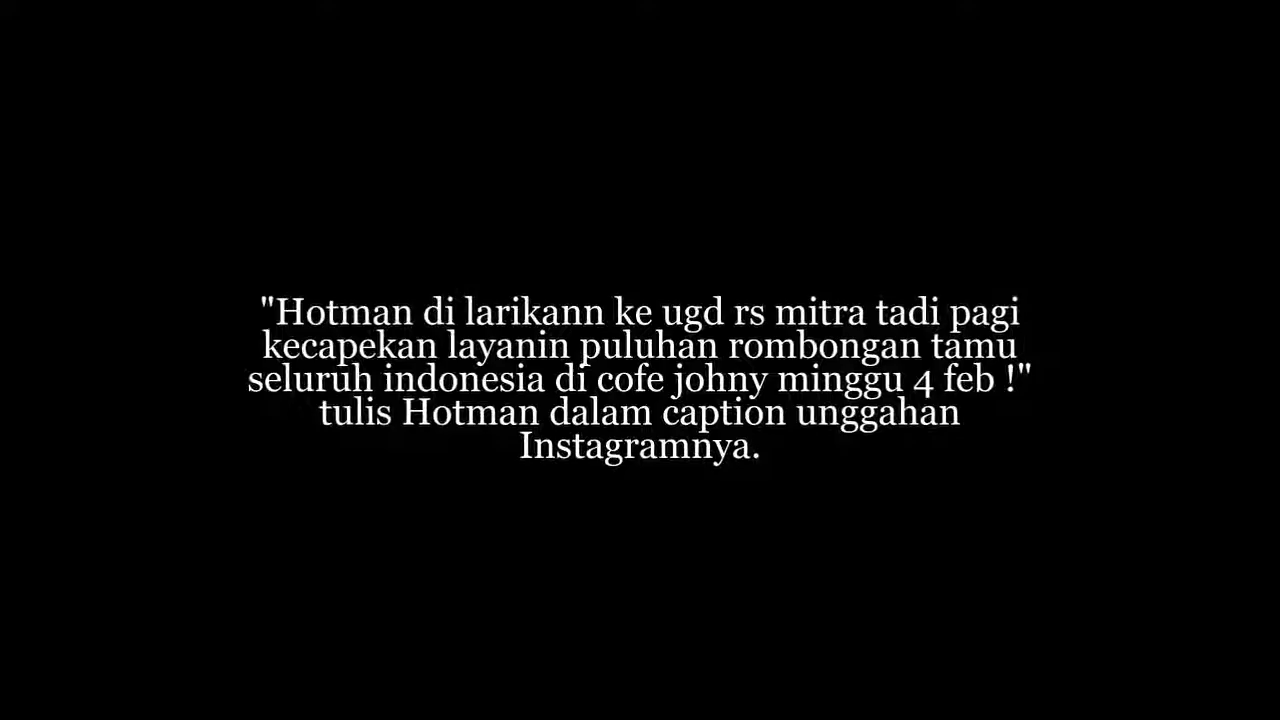 "Hotman di larikann ke ugd rs mitra tadi pagi
kecapekan layanin puluhan rombongan tamu
seluruh indonesia di cofe johny minggu 4 feb !"
tulis Hotman dalam caption unggahan
Instagramnya.